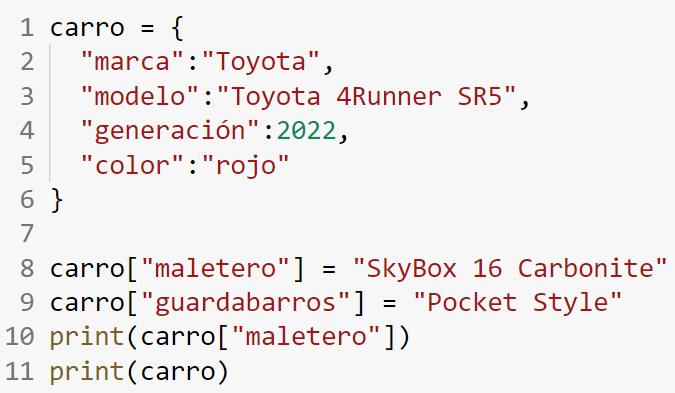 1 carro = {
2   "marca":"Toyota",
3   "modelo":"Toyota 4Runner SR5",
4   "generación":2022,
5   "color":"rojo"
6 }
7
8 carro["maletero"] = "SkyBox 16 Carbonite"
9 carro["guardabarros"] = "Pocket Style"
10 print(carro["maletero"])
11 print(carro)